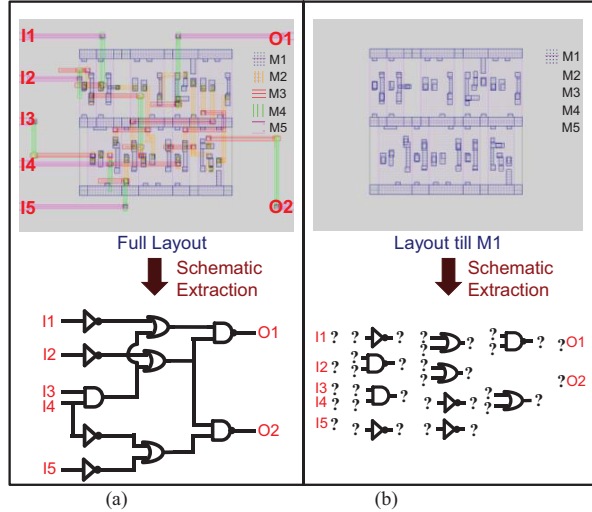 I1
O1
M1
I2
M2
M3
I3
M4
M5
I4
I5
O2
Full Layout
Schematic
Extraction
I1
O1
I2
I3
I4
O2
I5
(a)
M1
M2
M3
M4
M5
Layout till M1
Schematic
Extraction
I1 ? ? ? ? ? ? ? ? ?O1
I2 ? ? ? ? ? ? ?O2
I3 ? ? ? ? ?
I4 ? ? ? ? ? ? ?
I5 ? ? ? ? ?
(b)